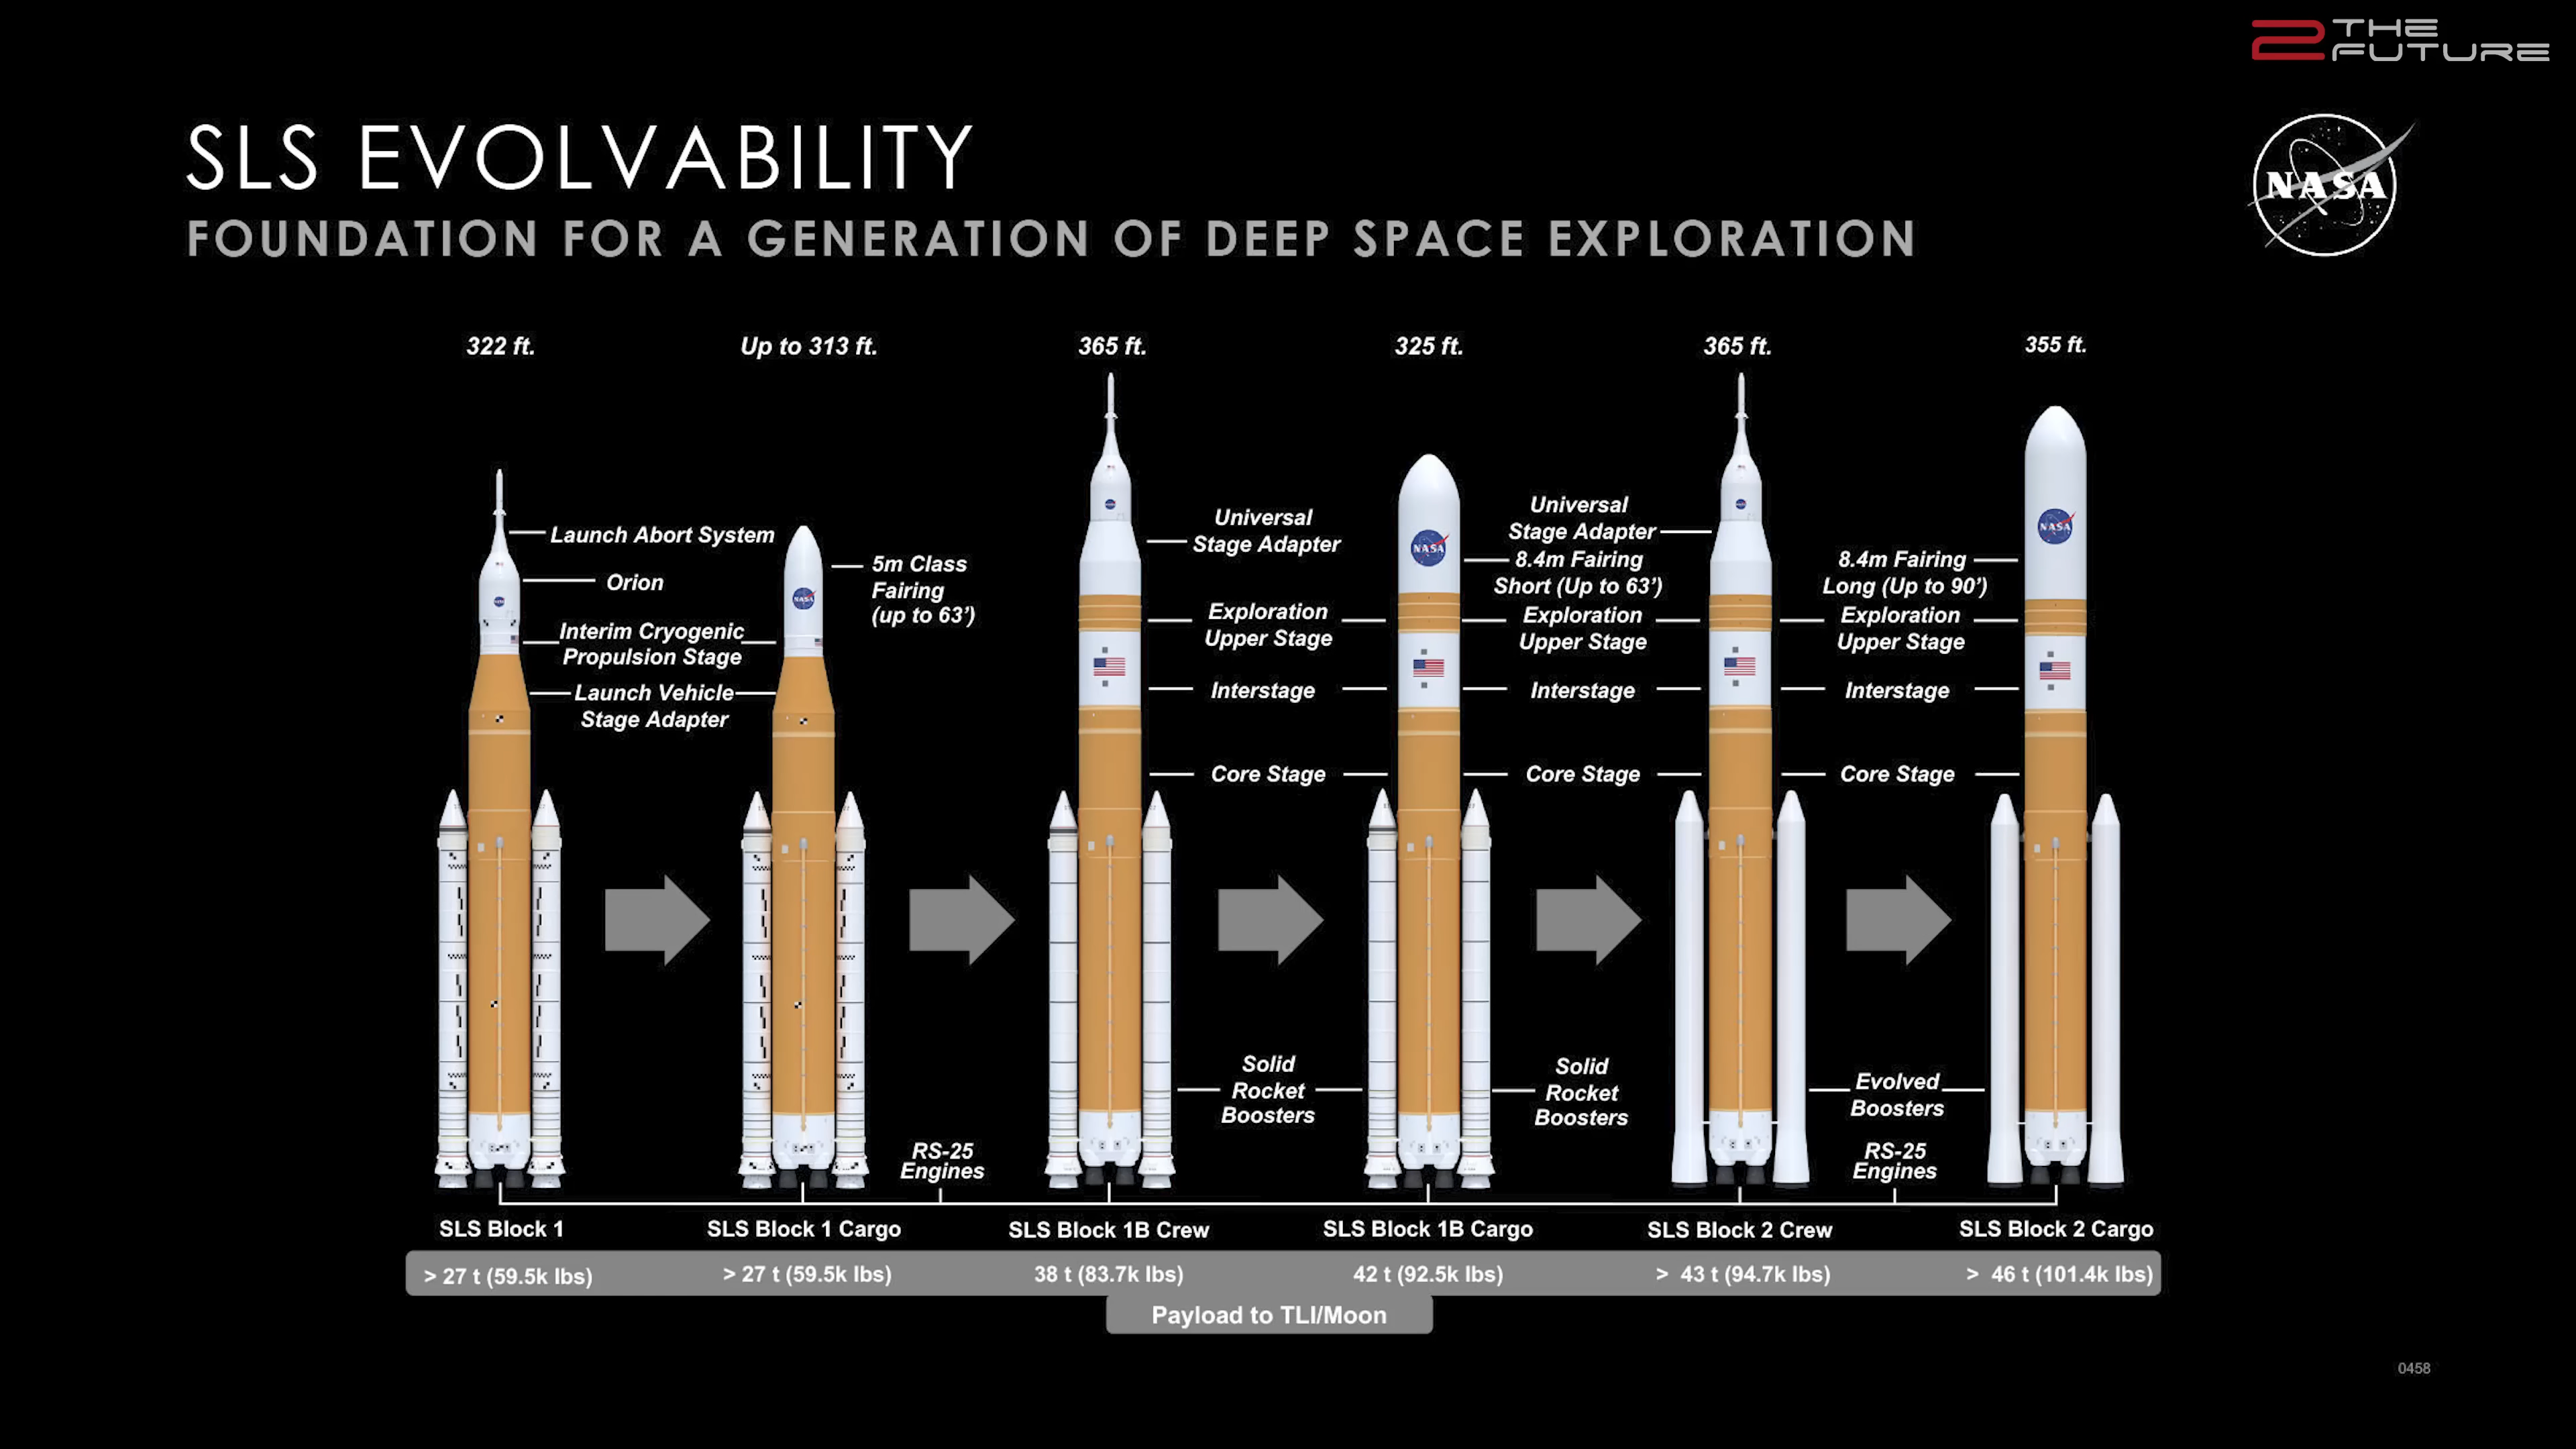 2 THE
FUTURE
SLS EVOLVABILITY
NASA
FOUNDATION FOR A GENERATION OF DEEP SPACE EXPLORATION
322 ft.
Up to 313 ft.
365 ft.
325 ft.
365 ft.
355 ft.
Launch Abort System
Orion
Interim Cryogenic
Propulsion Stage
Launch Vehicle
Stage Adapter
NASA
5m Class
Fairing
(up to 63’)
RS-25
Engines
Universal
Stage Adapter
Exploration
Upper Stage
Interstage
Core Stage
Solid
Rocket
Boosters
NASA
Universal
Stage Adapter
8.4m Fairing
Short (Up to 63’)
Exploration
Upper Stage
Interstage
Core Stage
Solid
Rocket
Boosters
8.4m Fairing
Long (Up to 90’)
Exploration
Upper Stage
Interstage
Core Stage
Evolved
Boosters
RS-25
Engines
NASA
SLS Block 1
SLS Block 1 Cargo
SLS Block 1B Crew
SLS Block 1B Cargo
SLS Block 2 Crew
SLS Block 2 Cargo
> 27 t (59.5k lbs)
> 27 t (59.5k lbs)
38 t (83.7k lbs)
42 t (92.5k lbs)
> 43 t (94.7k lbs)
> 46 t (101.4k lbs)
Payload to TLI/Moon
0458